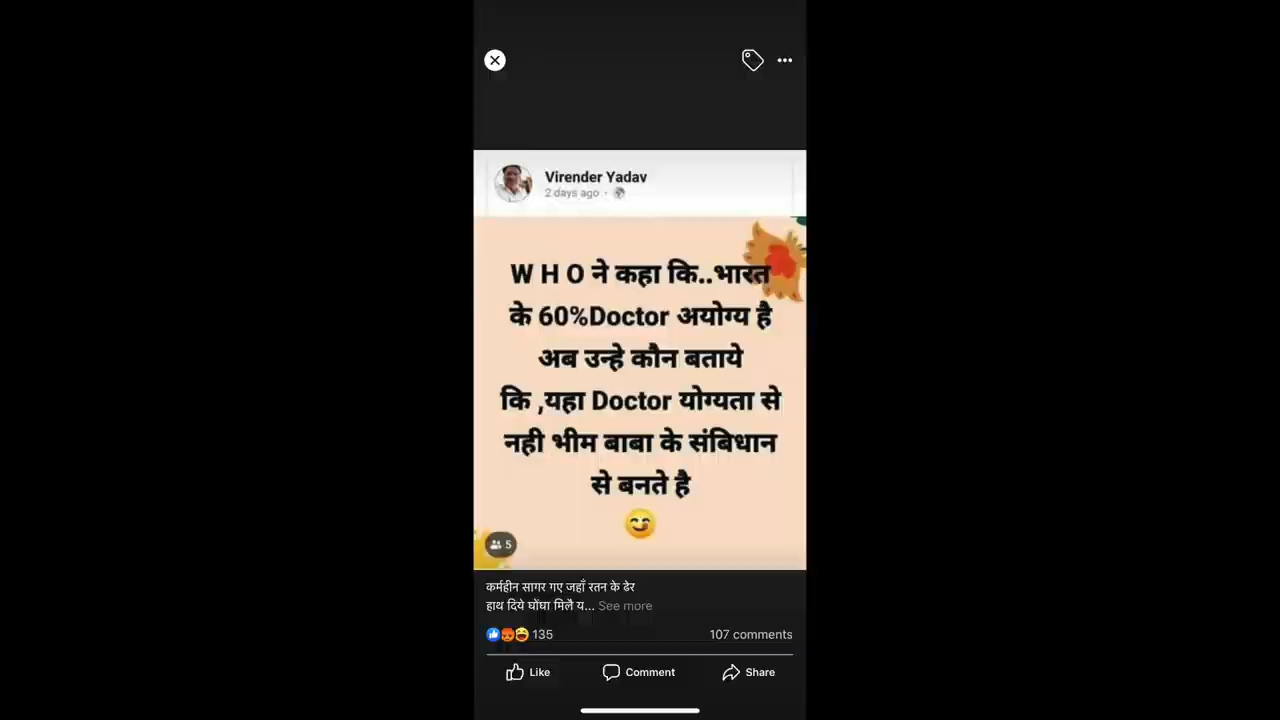 Virender Yadav
2 days ago ·
W H O ने कहा कि..भारत
के 60%Doctor अयोग्य है
अब उन्हे कौन बताये
कि ,यहा Doctor योग्यता से
नही भीम बाबा के संबिधान
से बनते है
5
कर्महीन सागर गए जहाँ रतन के ढेर
हाथ दिये घोंघा मिलै य... See more
135
107 comments
Like
Comment
Share